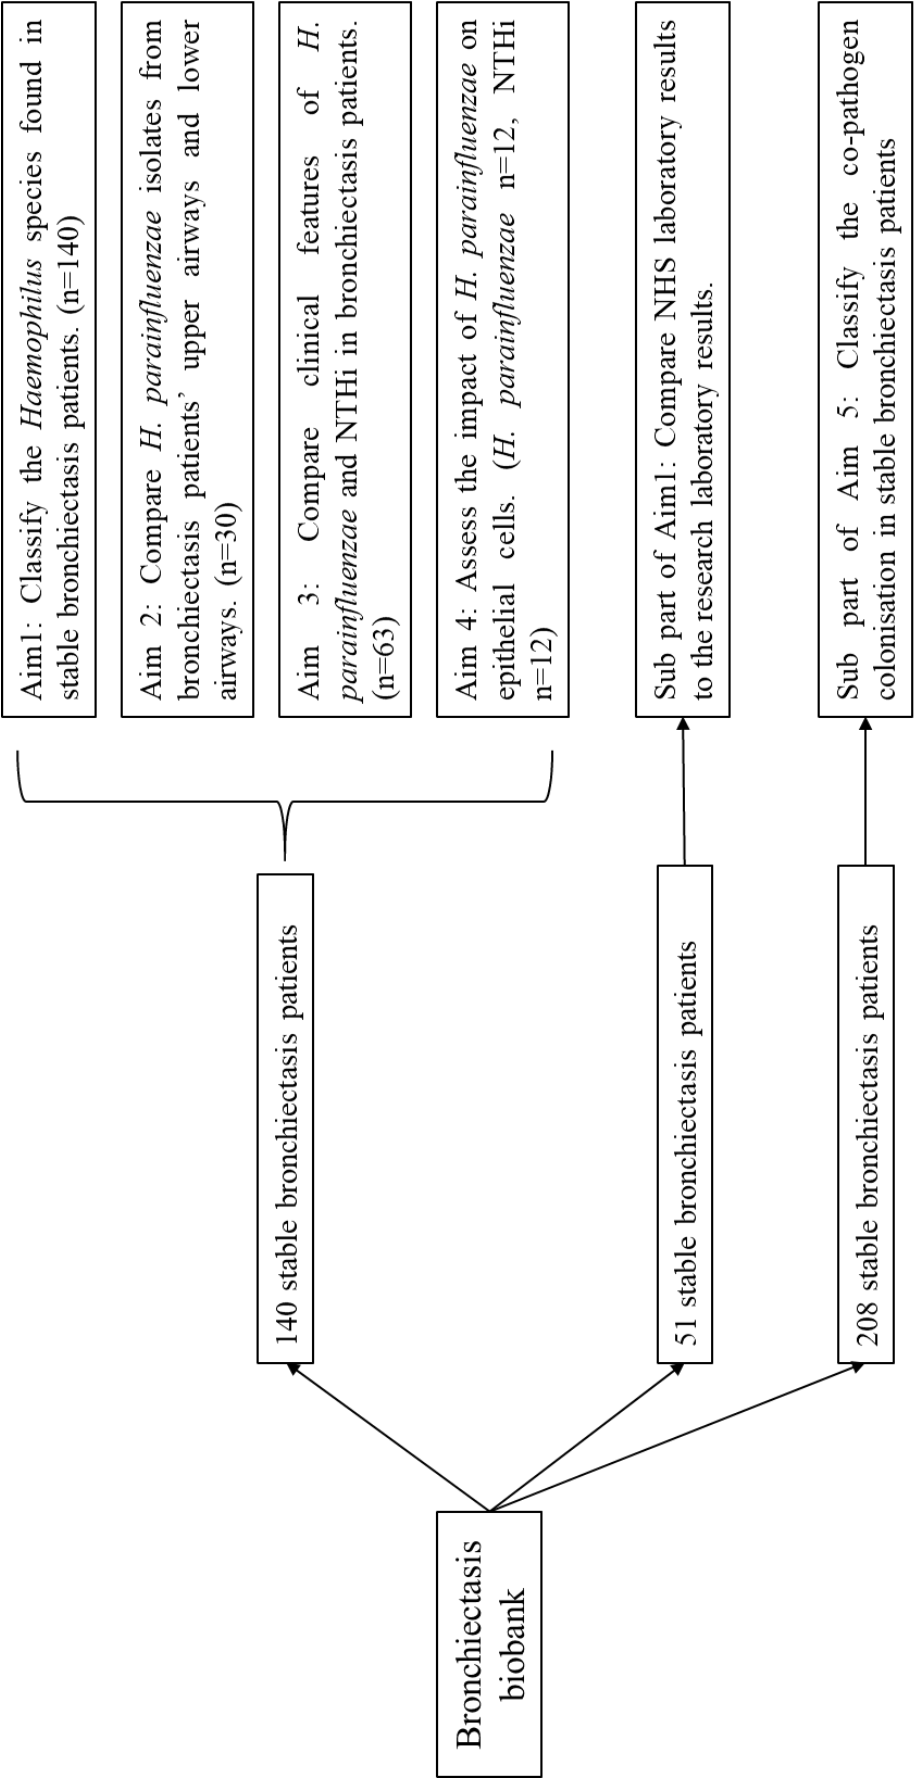 Bronchiectasis
biobank
140 stable bronchiectasis patients
51 stable bronchiectasis patients
208 stable bronchiectasis patients
Aim1: Classify the Haemophilus species found in
stable bronchiectasis patients. (n=140)
Aim 2: Compare H. parainfluenzae isolates from
bronchiectasis patients’ upper airways and lower
airways. (n=30)
Aim 3: Compare clinical features of H.
parainfluenzae and NTHi in bronchiectasis patients.
(n=63)
Aim 4: Assess the impact of H. parainfluenzae on
epithelial cells. (H. parainfluenzae n=12, NTHi
n=12)
Sub part of Aim1: Compare NHS laboratory results
to the research laboratory results.
Sub part of Aim 5: Classify the co-pathogen
colonisation in stable bronchiectasis patients